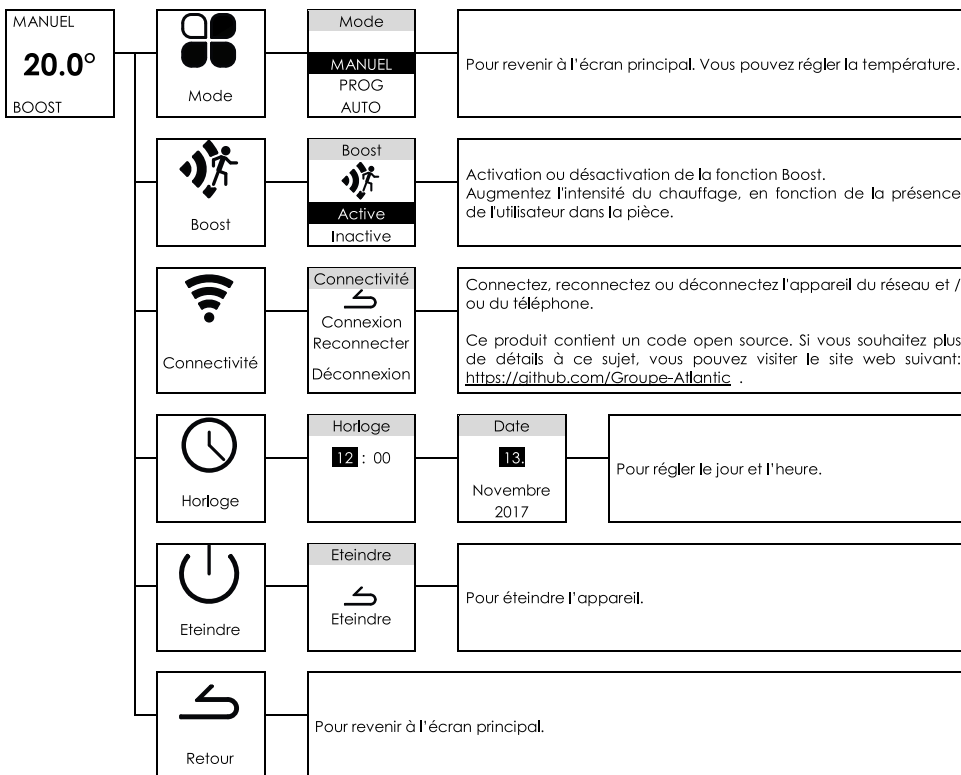 MANUEL
20.0°
BOOST
Mode
Mode
MANUEL
PROG
AUTO
Pour revenir à l'écran principal. Vous pouvez régler la température.
Boost
Boost
Active
Inactive
Activation ou désactivation de la fonction Boost.
Augmentez l'intensité du chauffage, en fonction de la présence
de l'utilisateur dans la pièce.
Connectivité
Connectivité
Connexion
Reconnecter
Déconnexion
Connectez, reconnectez ou déconnectez l'appareil du réseau et /
ou du téléphone.
Ce produit contient un code open source. Si vous souhaitez plus
de détails à ce sujet, vous pouvez visiter le site web suivant:
https://github.com/Groupe-Atlantic .
Horloge
Horloge
12 : 00
Date
13.
Novembre
2017
Pour régler le jour et l'heure.
Eteindre
Eteindre
Eteindre
Pour éteindre l'appareil.
Retour
Pour revenir à l'écran principal.